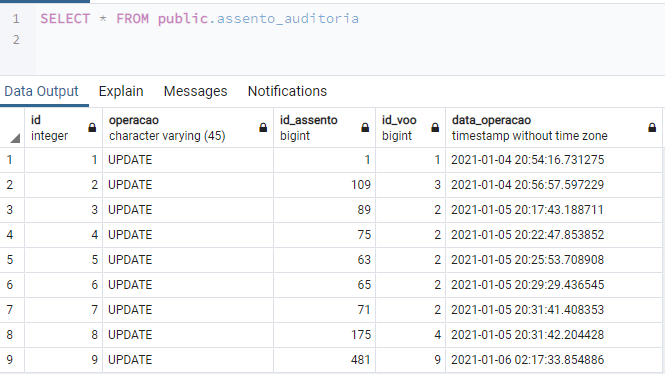 1 SELECT * FROM public.assento_auditoria
2
Data Output Explain Messages Notifications
id integer operacao character varying (45) id_assento bigint id_voo bigint data_operacao timestamp without time zone
1 1 UPDATE 1 1 2021-01-04 20:54:16.731275
2 2 UPDATE 109 3 2021-01-04 20:56:57.597229
3 3 UPDATE 89 2 2021-01-05 20:17:43.188711
4 4 UPDATE 75 2 2021-01-05 20:22:47.853852
5 5 UPDATE 63 2 2021-01-05 20:25:53.708908
6 6 UPDATE 65 2 2021-01-05 20:29:29.436545
7 7 UPDATE 71 2 2021-01-05 20:31:41.408353
8 8 UPDATE 175 4 2021-01-05 20:31:42.204428
9 9 UPDATE 481 9 2021-01-06 02:17:33.854886